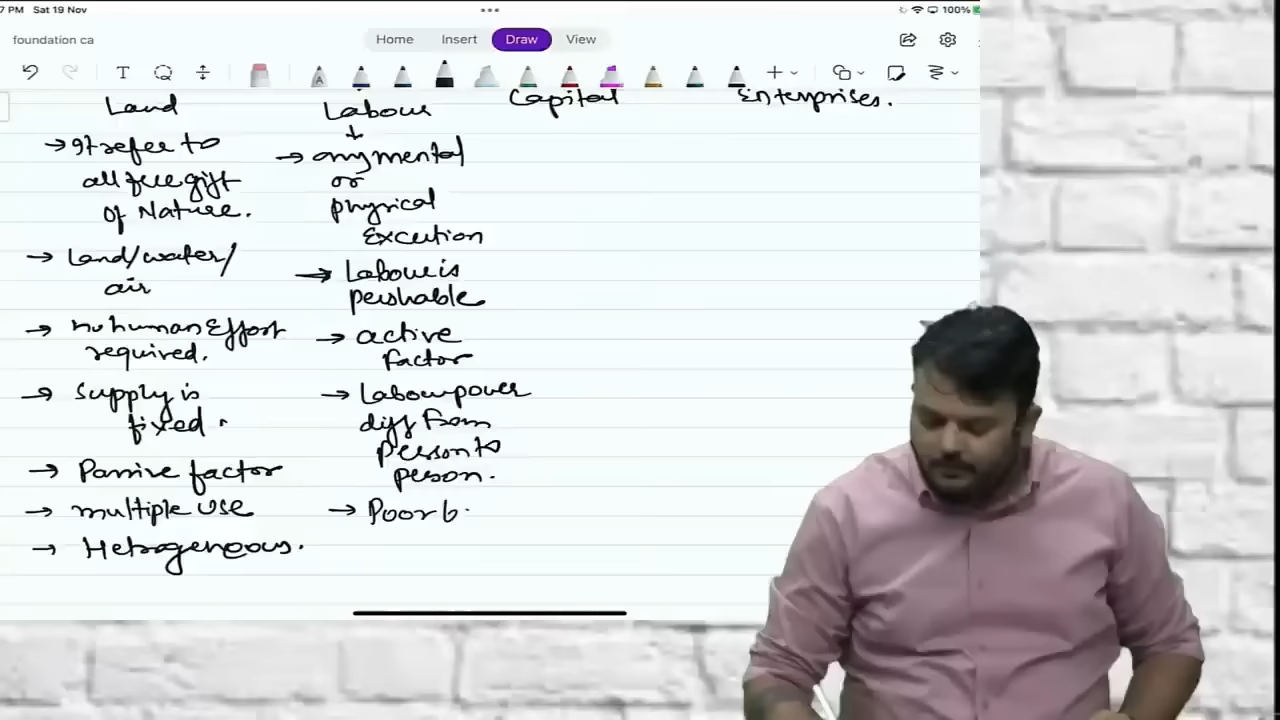 7 PM Sat 19 Nov
100%
foundation ca
Home Insert Draw View
Land
→ It refer to
all free gift
of Nature.
→ Land/water/
air
→ no human Effort
required.
→ Supply is
fixed.
→ Passive factor
→ multiple use
→ Hetrogeneous.
Labour
→ any mental
or
physical
Excution
→ Labour is
perishable
→ active
factor
→ Labour power
diff from
Person to
person.
→ Poor b.
Capital
Enterprises.